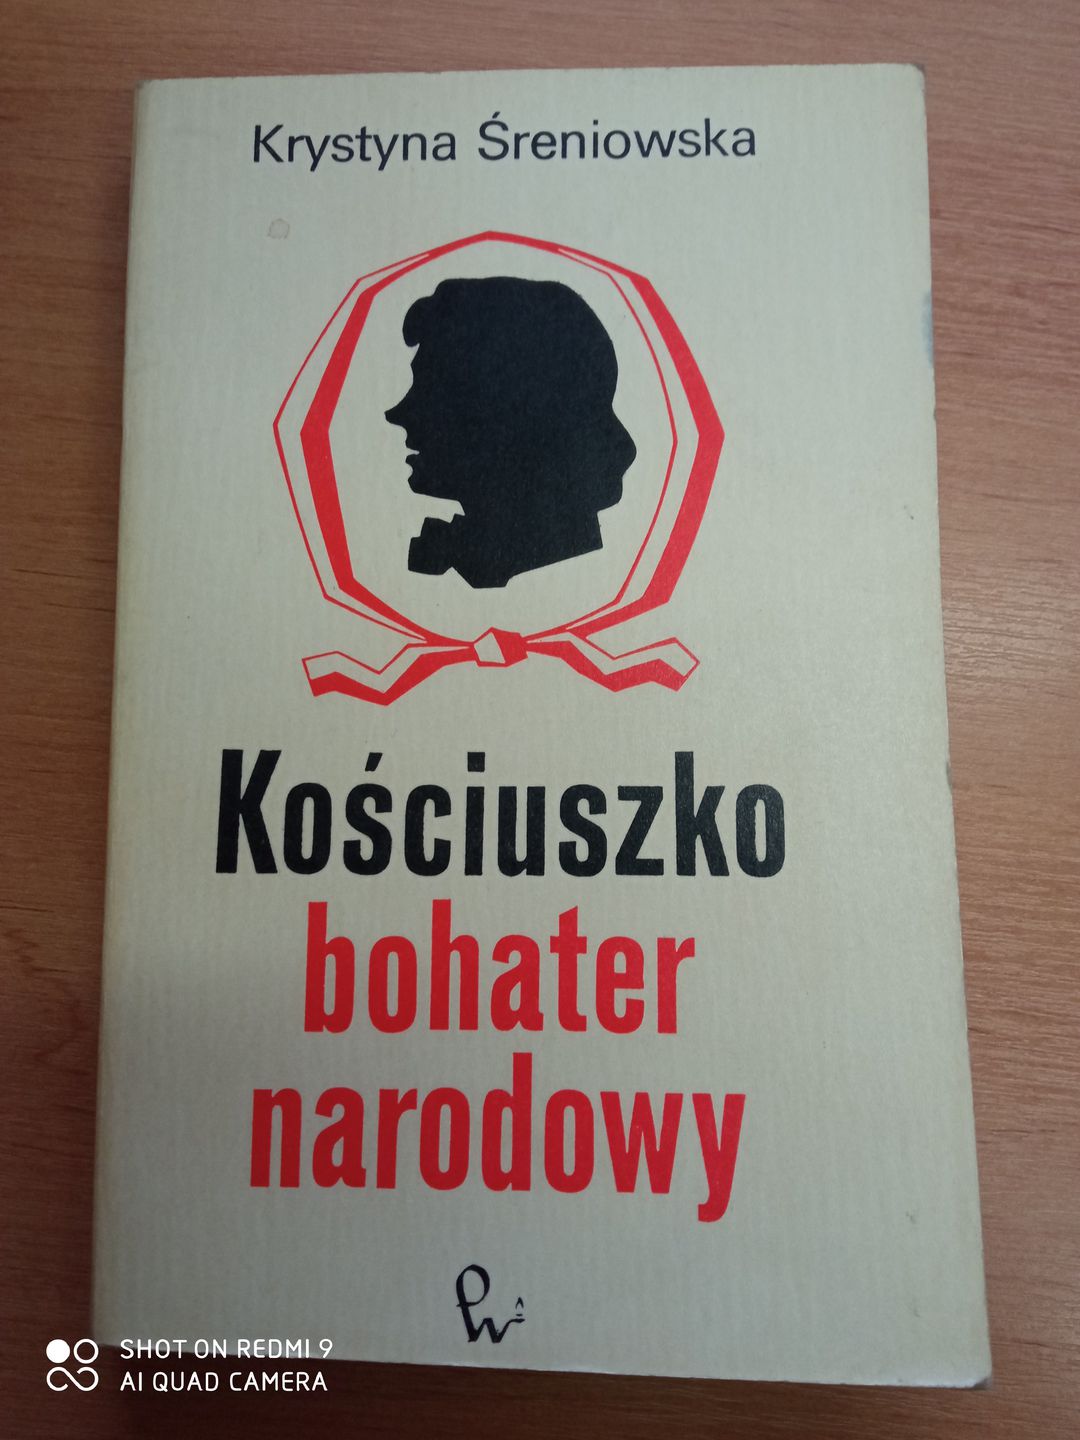 Krystyna Śreniowska
Kościuszko
bohater
narodowy
SHOT ON REDMI 9
AI QUAD CAMERA